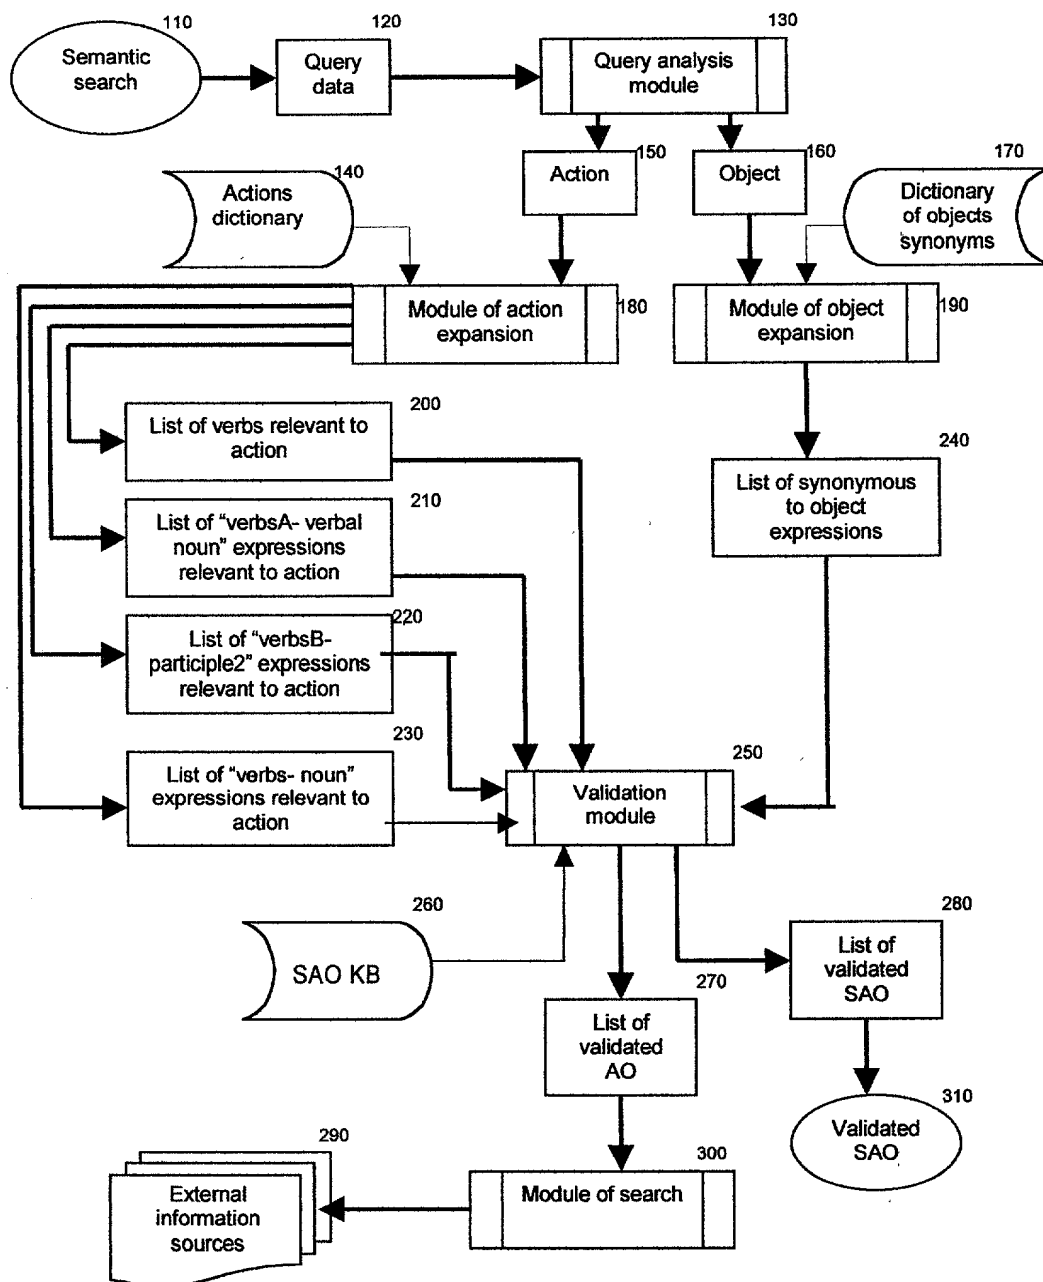 110
Semantic
search
120
Query
data
130
Query analysis
module
140
Actions
dictionary
150
Action
160
Object
170
Dictionary
of objects
synonyms
Module of action
expansion
180
Module of object
expansion
190
200
List of verbs relevant to
action
210
List of “verbsA- verbal
noun” expressions
relevant to action
220
List of “verbsB-
participle2” expressions
relevant to action
230
List of “verbs- noun”
expressions relevant to
action
240
List of synonymous
to object
expressions
250
Validation
module
260
SAO KB
270
List of
validated
AO
280
List of
validated
SAO
290
External
information
sources
300
Module of search
310
Validated
SAO